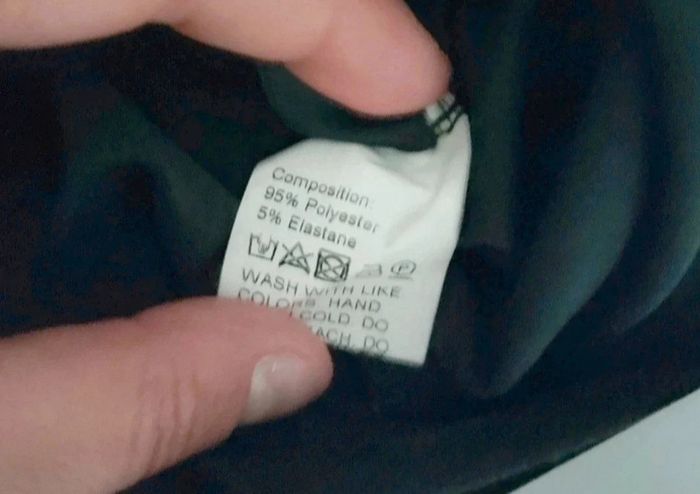 Composition:
95% Polyester
5% Elastane
WASH WITH LIKE
COLORS. HAND
COLD. DO
DO